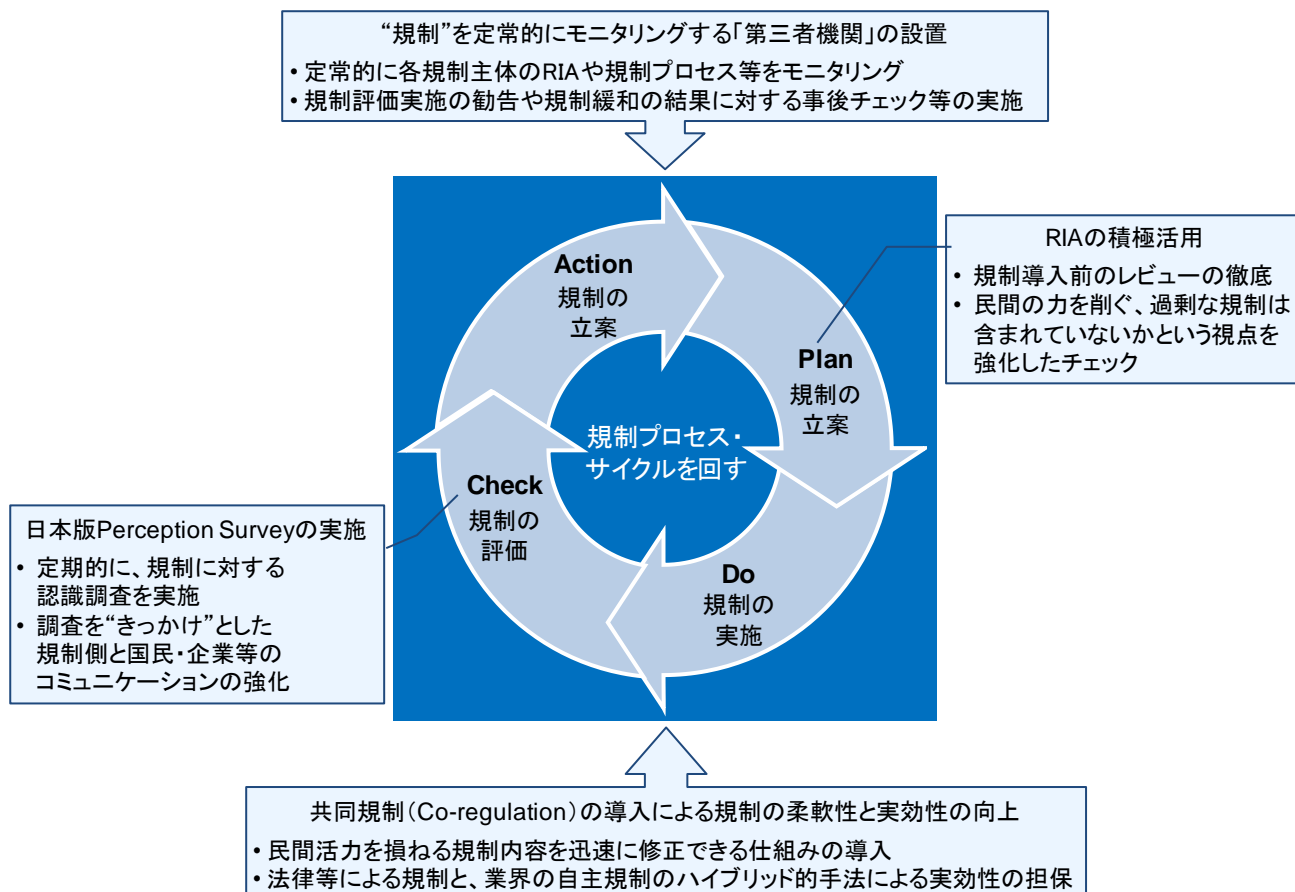 “規制”を定常的にモニタリングする「第三者機関」の設置
• 定常的に各規制主体のRIAや規制プロセス等をモニタリング
• 規制評価実施の勧告や規制緩和の結果に対する事後チェック等の実施
Action
規制の
立案
RIAの積極活用
• 規制導入前のレビューの徹底
• 民間の力を削ぐ、過剰な規制は
含まれていないかという視点を
強化したチェック
Plan
規制の
立案
規制プロセス・
サイクルを回す
Check
規制の
評価
日本版Perception Surveyの実施
• 定期的に、規制に対する
認識調査を実施
• 調査を“きっかけ”とした
規制側と国民・企業等の
コミュニケーションの強化
Do
規制の
実施
共同規制(Co-regulation)の導入による規制の柔軟性と実効性の向上
• 民間活力を損ねる規制内容を迅速に修正できる仕組みの導入
• 法律等による規制と、業界の自主規制のハイブリッド的手法による実効性の担保